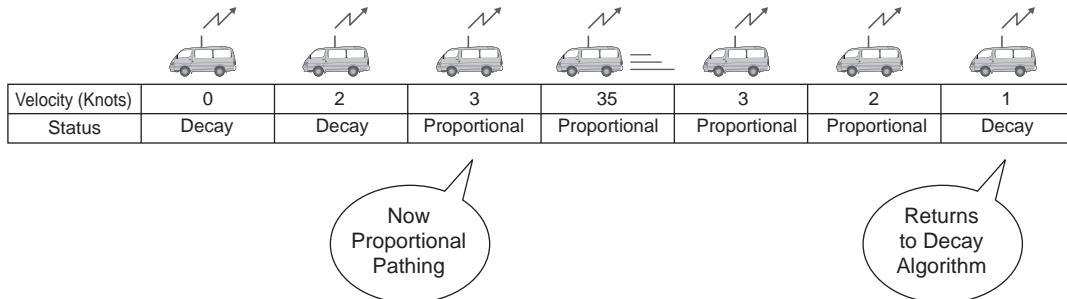 Velocity (Knots) 0 2 3 35 3 2 1
Status Decay Decay Proportional Proportional Proportional Proportional Decay
Now
Proportional
Pathing
Returns
to Decay
Algorithm